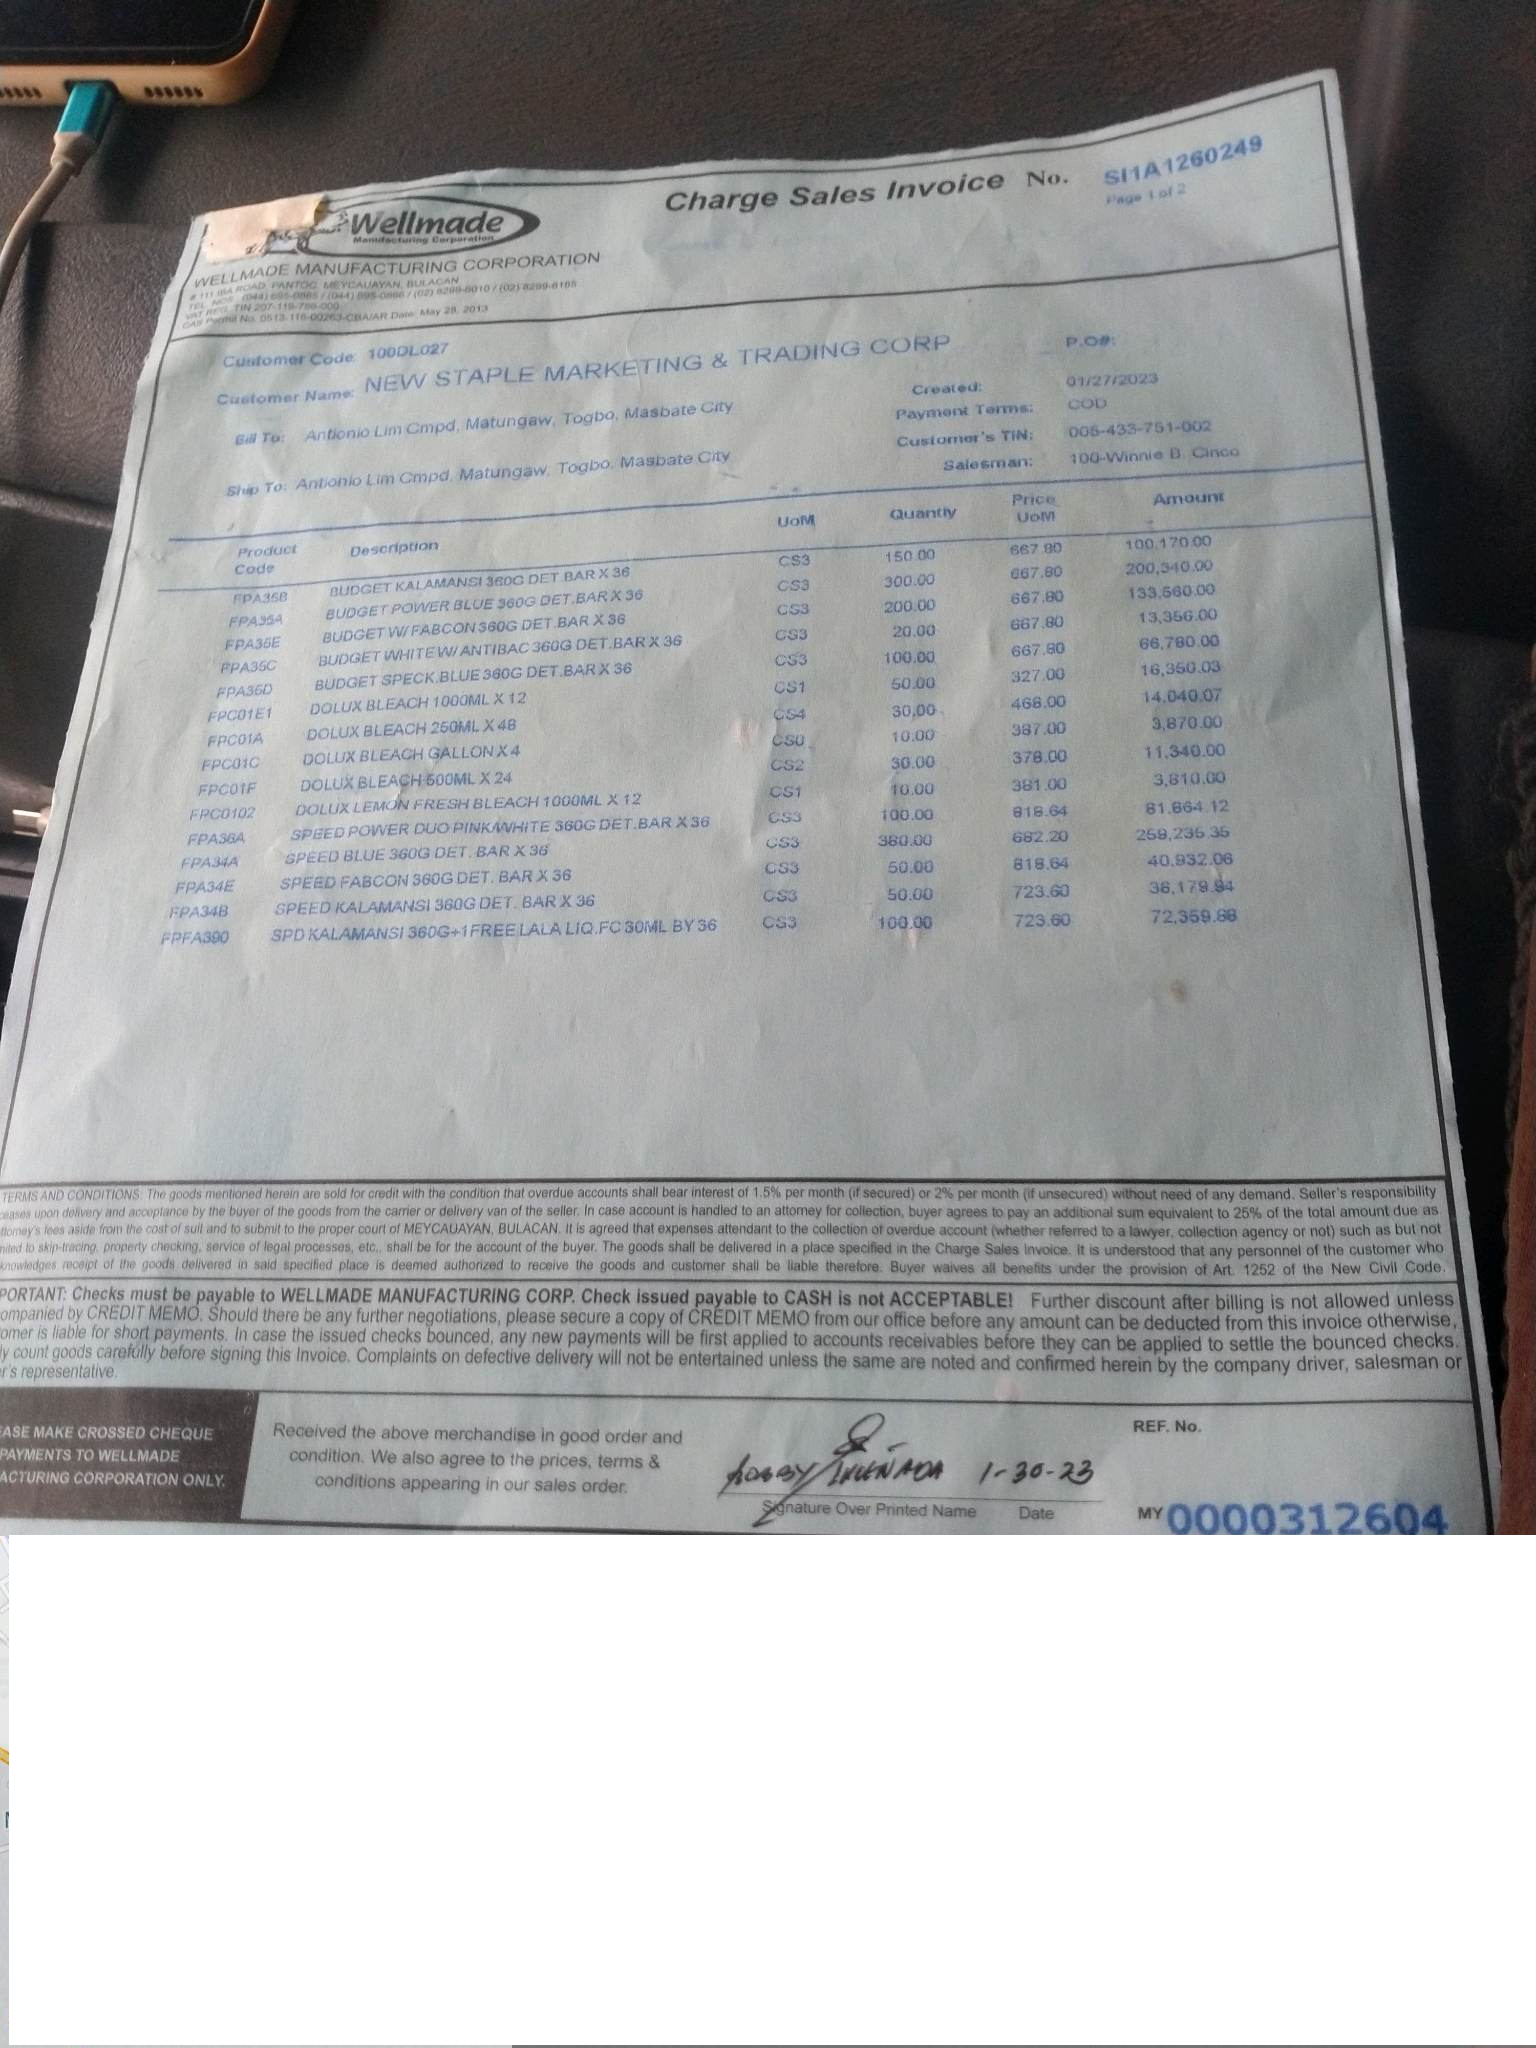 Wellmade
Manufacturing Corporation
Charge Sales Invoice No. SI1A1260249
Page 1 of 2
WELLMADE MANUFACTURING CORPORATION
# 111 IBA ROAD, PANTOC, MEYCAUAYAN, BULACAN
TEL. NOS. (044) 695-0865 / (044) 695-0866 / (02) 8299-6010 / (02) 8299-6165
VAT REG. TIN 207-116-786-000
CAS Permit No. 0513-116-00263-CBA/AR Date: May 28, 2013
Customer Code: 100DL027
Customer Name: NEW STAPLE MARKETING & TRADING CORP
P.O#:
Created: 01/27/2023
Bill To: Antionio Lim Cmpd, Matungaw, Togbo, Masbate City
Payment Terms: COD
Customer's TIN: 005-433-751-002
Ship To: Antionio Lim Cmpd, Matungaw, Togbo, Masbate City
Salesman: 100-Winnie B. Cinco
Product Code Description UoM Quantiy Price UoM Amount
FPA35B BUDGET KALAMANSI 360G DET.BAR X 36 CS3 150.00 667.80 100,170.00
FPA35A BUDGET POWER BLUE 360G DET.BAR X 36 CS3 300.00 667.80 200,340.00
FPA35E BUDGET W/ FABCON 360G DET.BAR X 36 CS3 200.00 667.80 133,560.00
FPA35C BUDGET WHITE W/ ANTIBAC 360G DET.BAR X 36 CS3 20.00 667.80 13,356.00
FPA35D BUDGET SPECK.BLUE 360G DET.BAR X 36 CS3 100.00 667.80 66,780.00
FPC01E1 DOLUX BLEACH 1000ML X 12 CS1 50.00 327.00 16,350.03
FPC01A DOLUX BLEACH 250ML X 48 CS4 30.00 468.00 14,040.07
FPC01C DOLUX BLEACH GALLON X 4 CS0 10.00 387.00 3,870.00
FPC01F DOLUX BLEACH 500ML X 24 CS2 30.00 378.00 11,340.00
FPC0102 DOLUX LEMON FRESH BLEACH 1000ML X 12 CS1 10.00 381.00 3,810.00
FPA36A SPEED POWER DUO PINK/WHITE 360G DET.BAR X 36 CS3 100.00 818.64 81,864.12
FPA34A SPEED BLUE 360G DET. BAR X 36 CS3 380.00 682.20 259,235.35
FPA34E SPEED FABCON 360G DET. BAR X 36 CS3 50.00 818.64 40,932.06
FPA34B SPEED KALAMANSI 360G DET. BAR X 36 CS3 50.00 723.60 36,179.94
FPFA390 SPD KALAMANSI 360G+1FREE LALA LIQ.FC 30ML BY 36 CS3 100.00 723.60 72,359.88
TERMS AND CONDITIONS: The goods mentioned herein are sold for credit with the condition that overdue accounts shall bear interest of 1.5% per month (if secured) or 2% per month (if unsecured) without need of any demand. Seller's responsibility
ceases upon delivery and acceptance by the buyer of the goods from the carrier or delivery van of the seller. In case account is handled to an attorney for collection, buyer agrees to pay an additional sum equivalent to 25% of the total amount due as
ttorney's fees aside from the cost of suit and to submit to the proper court of MEYCAUAYAN, BULACAN. It is agreed that expenses attendant to the collection of overdue account (whether referred to a lawyer, collection agency or not) such as but not
mited to skip-tracing, property checking, service of legal processes, etc., shall be for the account of the buyer. The goods shall be delivered in a place specified in the Charge Sales Invoice. It is understood that any personnel of the customer who
knowledges receipt of the goods delivered in said specified place is deemed authorized to receive the goods and customer shall be liable therefore. Buyer waives all benefits under the provision of Art. 1252 of the New Civil Code.
PORTANT: Checks must be payable to WELLMADE MANUFACTURING CORP. Check issued payable to CASH is not ACCEPTABLE! Further discount after billing is not allowed unless
ompanied by CREDIT MEMO. Should there be any further negotiations, please secure a copy of CREDIT MEMO from our office before any amount can be deducted from this invoice otherwise,
omer is liable for short payments. In case the issued checks bounced, any new payments will be first applied to accounts receivables before they can be applied to settle the bounced checks.
ly count goods carefully before signing this Invoice. Complaints on defective delivery will not be entertained unless the same are noted and confirmed herein by the company driver, salesman or
r's representative.
EASE MAKE CROSSED CHEQUE
PAYMENTS TO WELLMADE
ACTURING CORPORATION ONLY.
Received the above merchandise in good order and
condition. We also agree to the prices, terms &
conditions appearing in our sales order.
1-30-23
Signature Over Printed Name Date
REF. No.
MY 0000312604